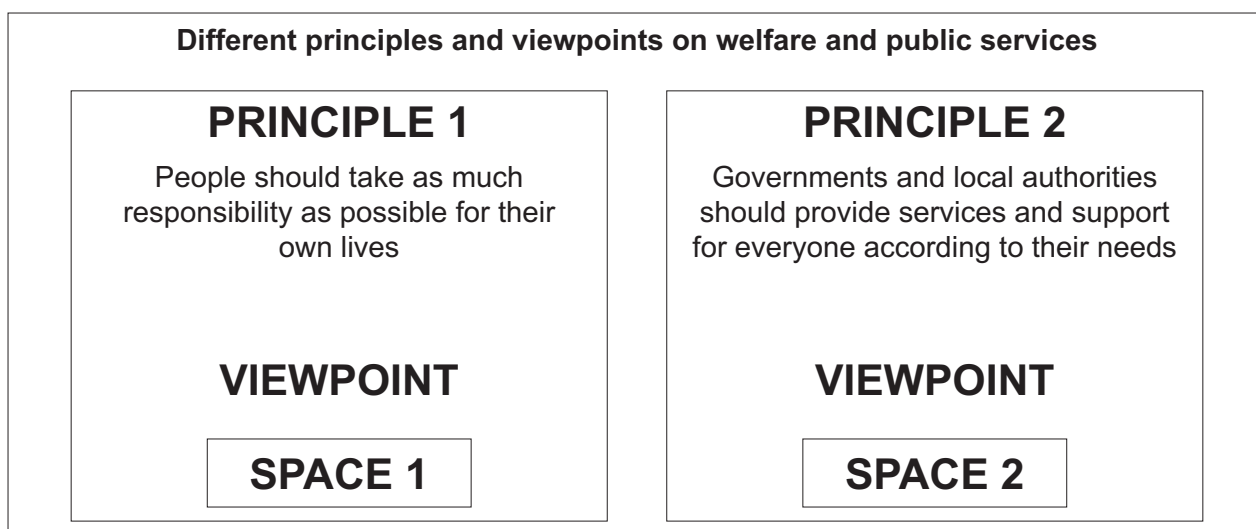 Different principles and viewpoints on welfare and public services
PRINCIPLE 1
People should take as much
responsibility as possible for their
own lives
VIEWPOINT
SPACE 1
PRINCIPLE 2
Governments and local authorities
should provide services and support
for everyone according to their needs
VIEWPOINT
SPACE 2